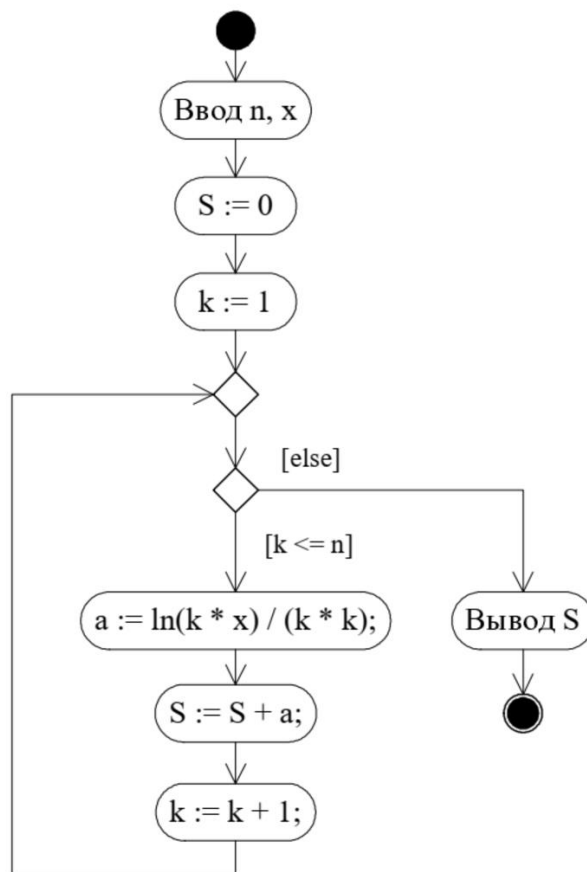 Ввод n, x
S := 0
k := 1
[else]
[k <= n]
a := ln(k * x) / (k * k);
Вывод S
S := S + a;
k := k + 1;